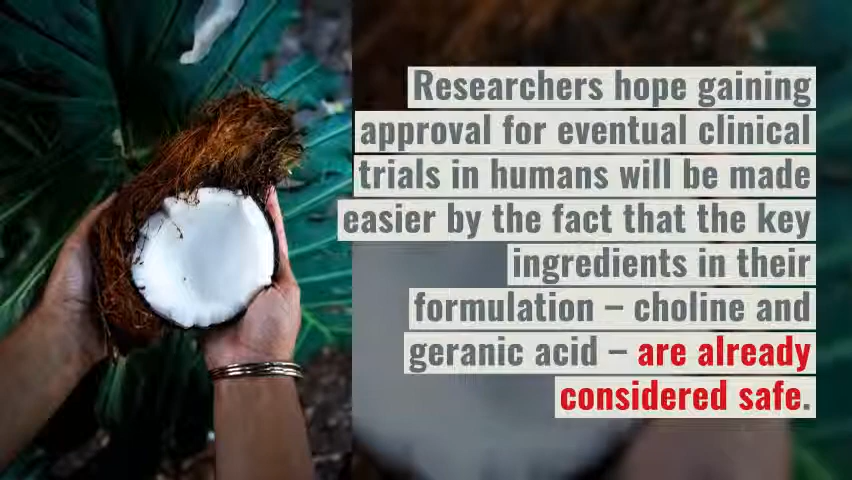 Researchers hope gaining
approval for eventual clinical
trials in humans will be made
easier by the fact that the key
ingredients in their
formulation – choline and
geranic acid – are already
considered safe.